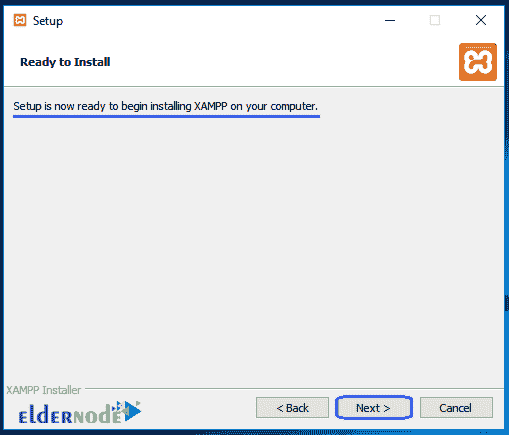 Setup
Ready to Install
Setup is now ready to begin installing XAMPP on your computer.
XAMPP Installer
eldernode
< Back
Next >
Cancel